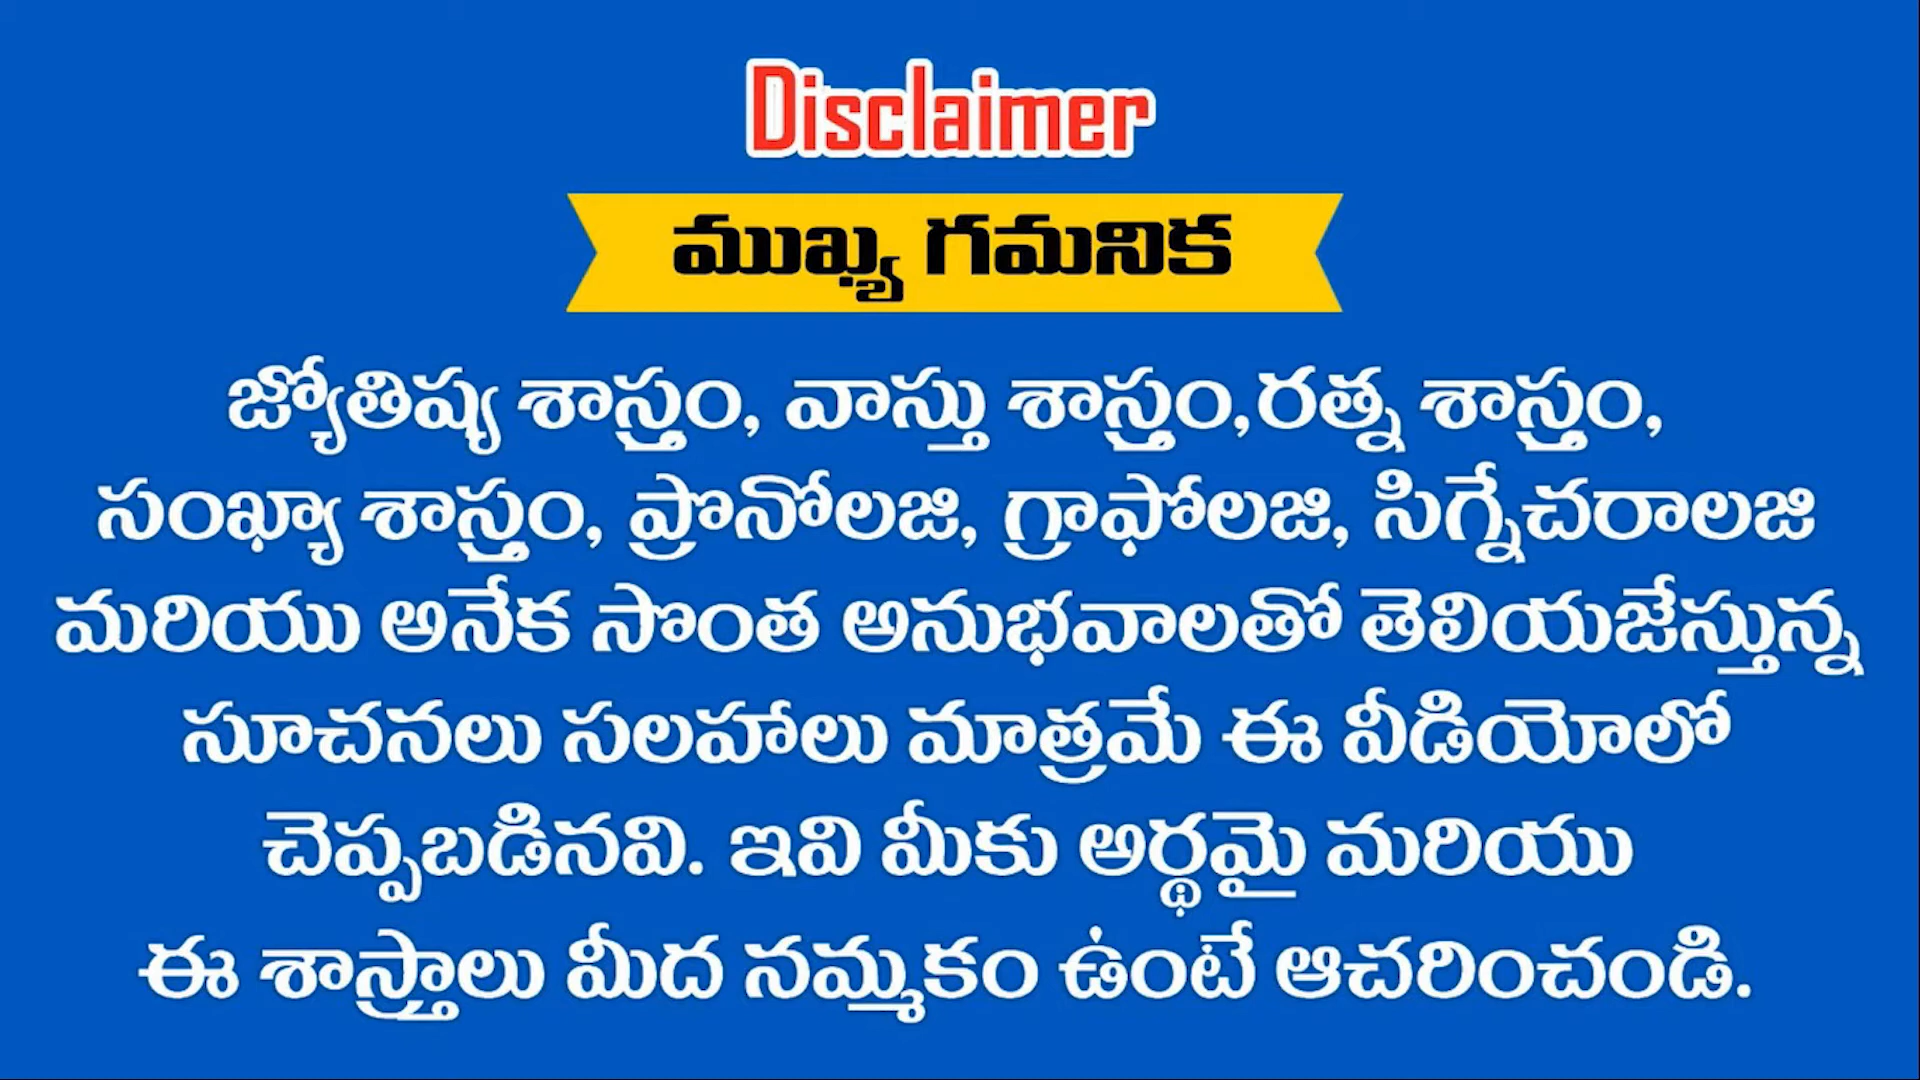 Disclaimer
ముఖ్య గమనిక
జ్యోతిష్య శాస్త్రం, వాస్తు శాస్త్రం,రత్న శాస్త్రం,
సంఖ్యా శాస్త్రం, ప్రొనోలజి, గ్రాఫోలజి, సిగ్నేచరాలజి
మరియు అనేక సొంత అనుభవాలతో తెలియజేస్తున్న
సూచనలు సలహాలు మాత్రమే ఈ వీడియోలో
చెప్పబడినవి. ఇవి మీకు అర్థమై మరియు
ఈ శాస్త్రాలు మీద నమ్మకం ఉంటే ఆచరించండి.